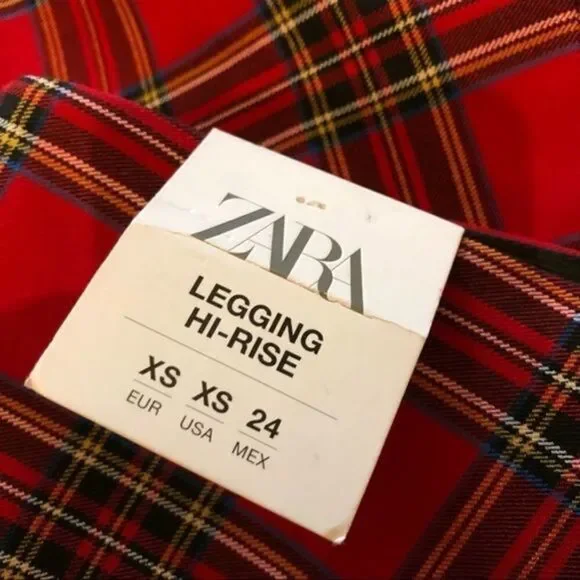 ZARA
LEGGING
HI-RISE
XS XS 24
EUR USA MEX